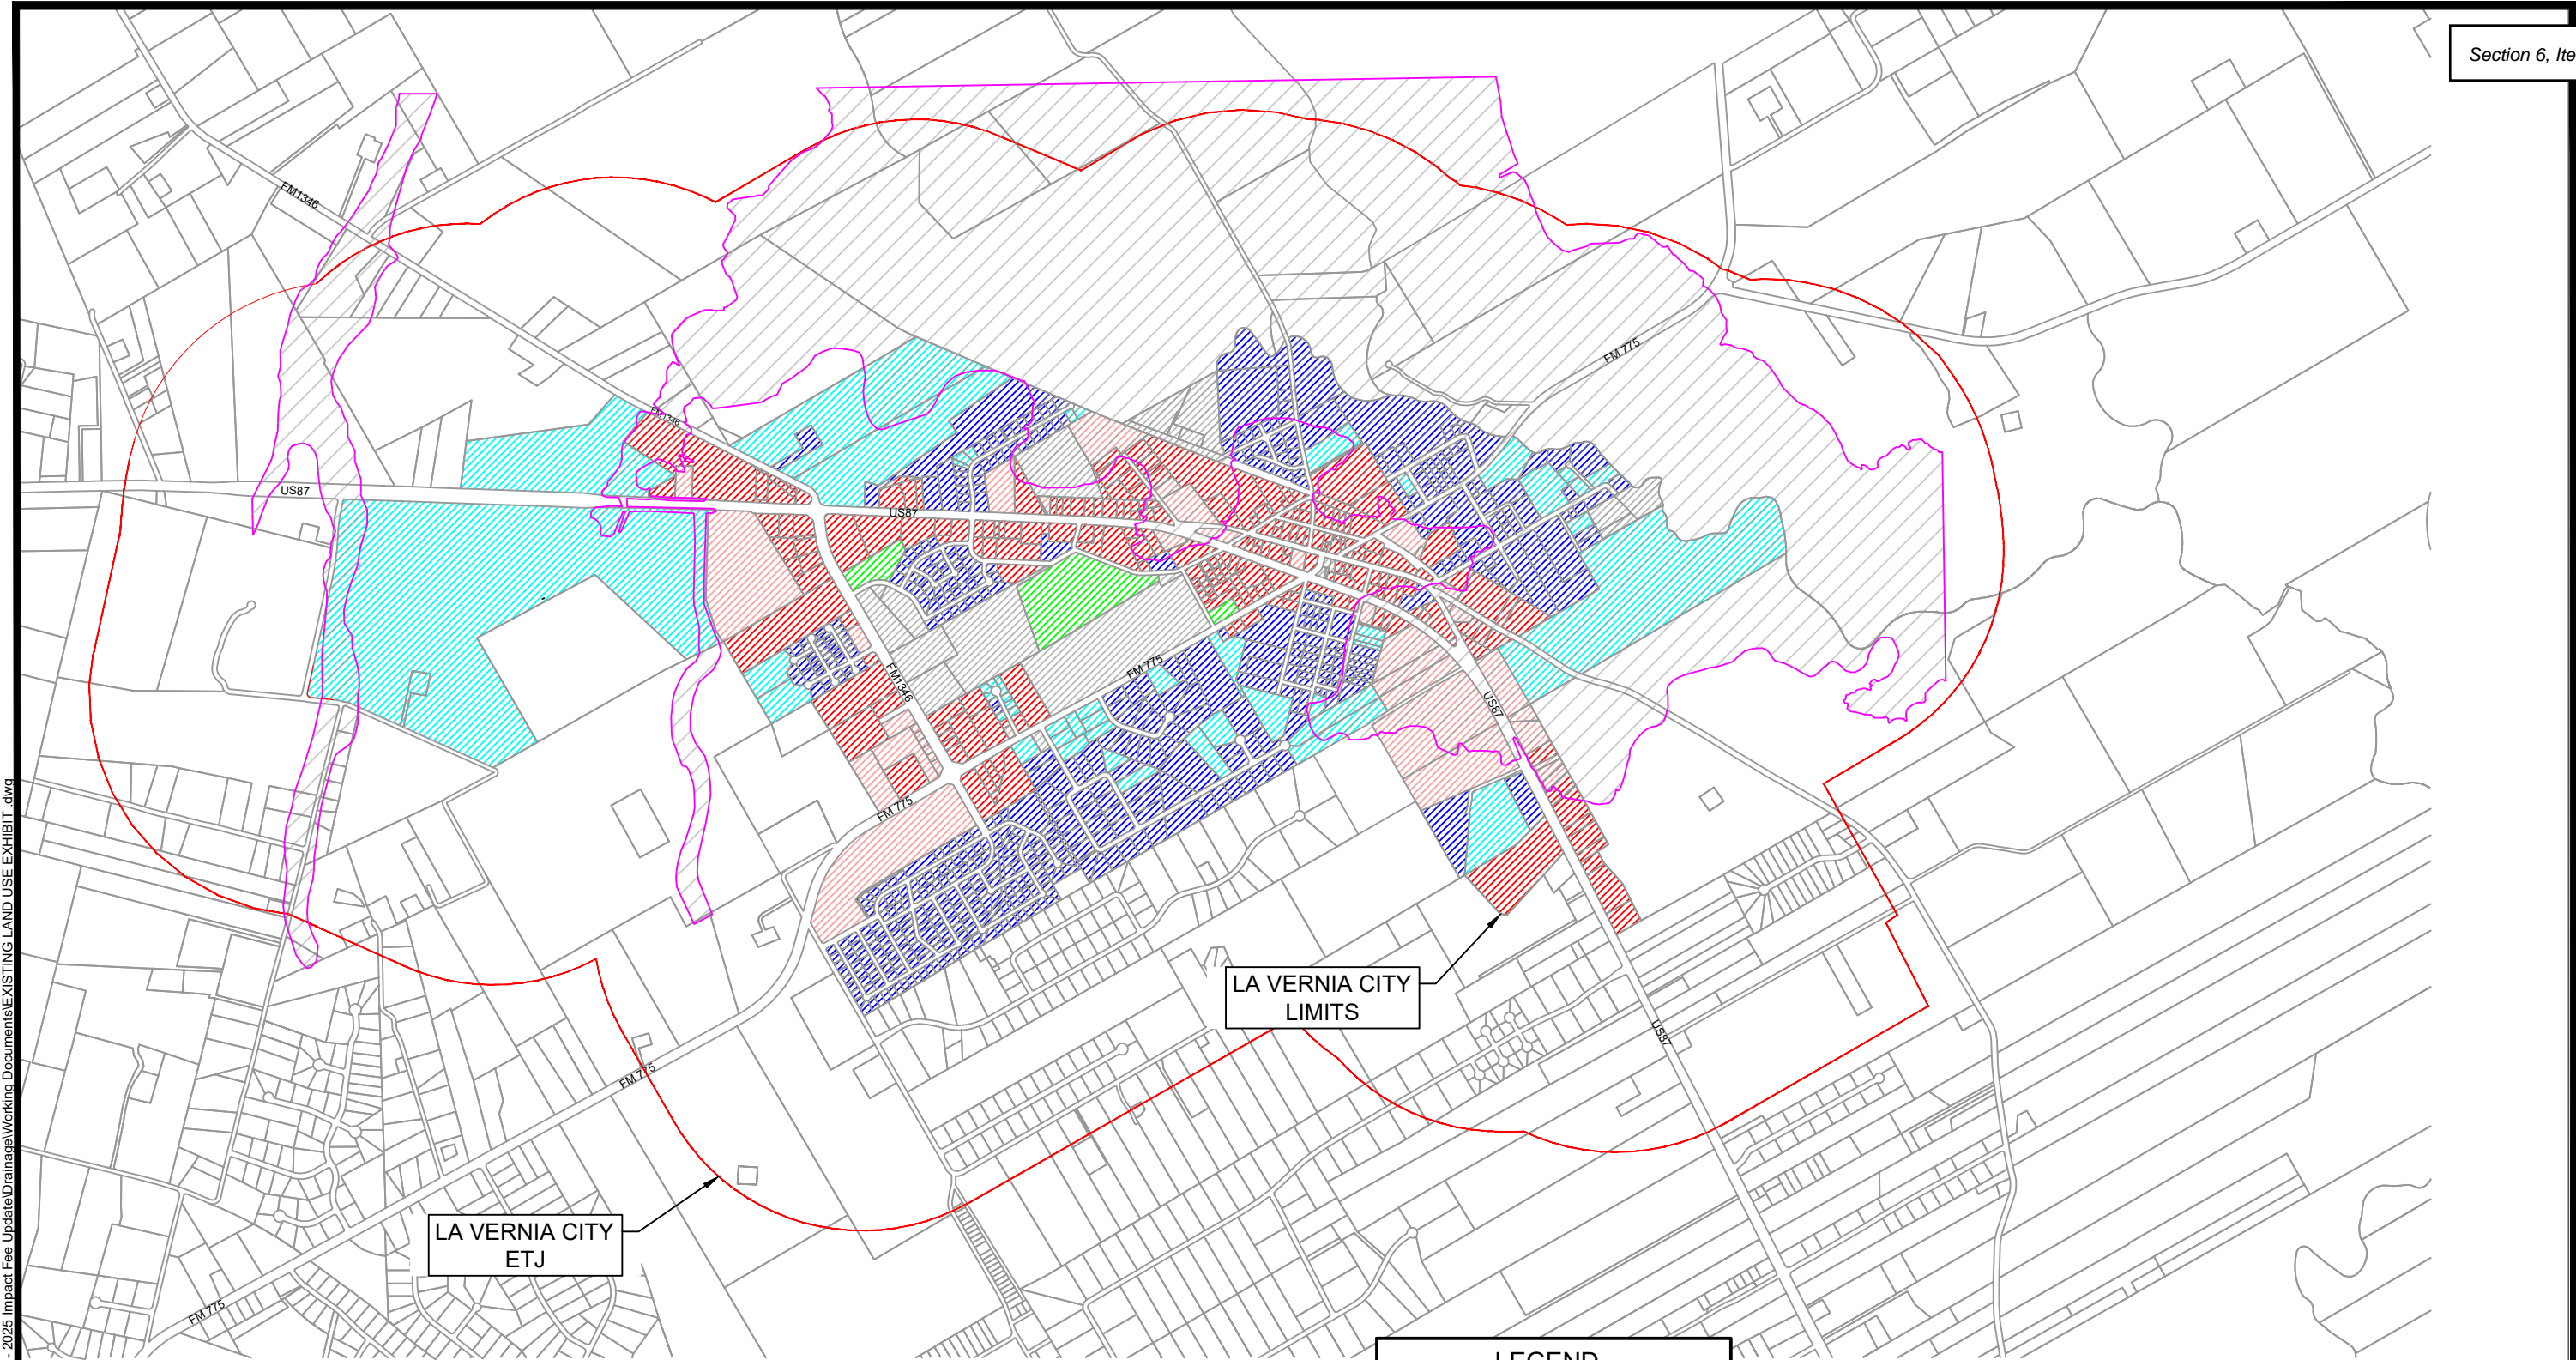 Section 6, Ite
FM1346
FM 775
FM1346
US87
US87
FM 775
FM1346
US87
FM 775
LA VERNIA CITY
LIMITS
US87
FM 775
LA VERNIA CITY
ETJ
FM 775
LEGEND
- 2025 Impact Fee Update\Drainage\Working Documents\EXISTING LAND USE EXHIBIT .dwg